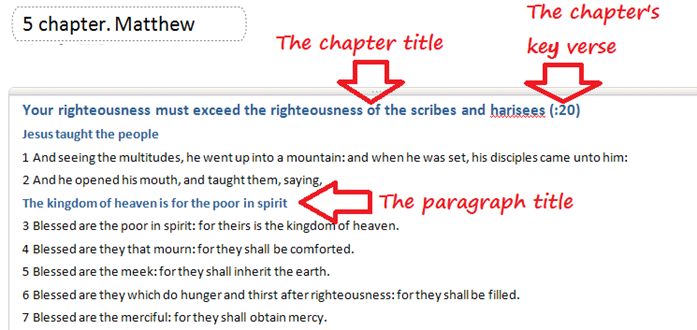 5 chapter. Matthew
The chapter title
The chapter's
key verse
Your righteousness must exceed the righteousness of the scribes and harisees (:20)
Jesus taught the people
1 And seeing the multitudes, he went up into a mountain: and when he was set, his disciples came unto him:
2 And he opened his mouth, and taught them, saying,
The kingdom of heaven is for the poor in spirit
The paragraph title
3 Blessed are the poor in spirit: for theirs is the kingdom of heaven.
4 Blessed are they that mourn: for they shall be comforted.
5 Blessed are the meek: for they shall inherit the earth.
6 Blessed are they which do hunger and thirst after righteousness: for they shall be filled.
7 Blessed are the merciful: for they shall obtain mercy.